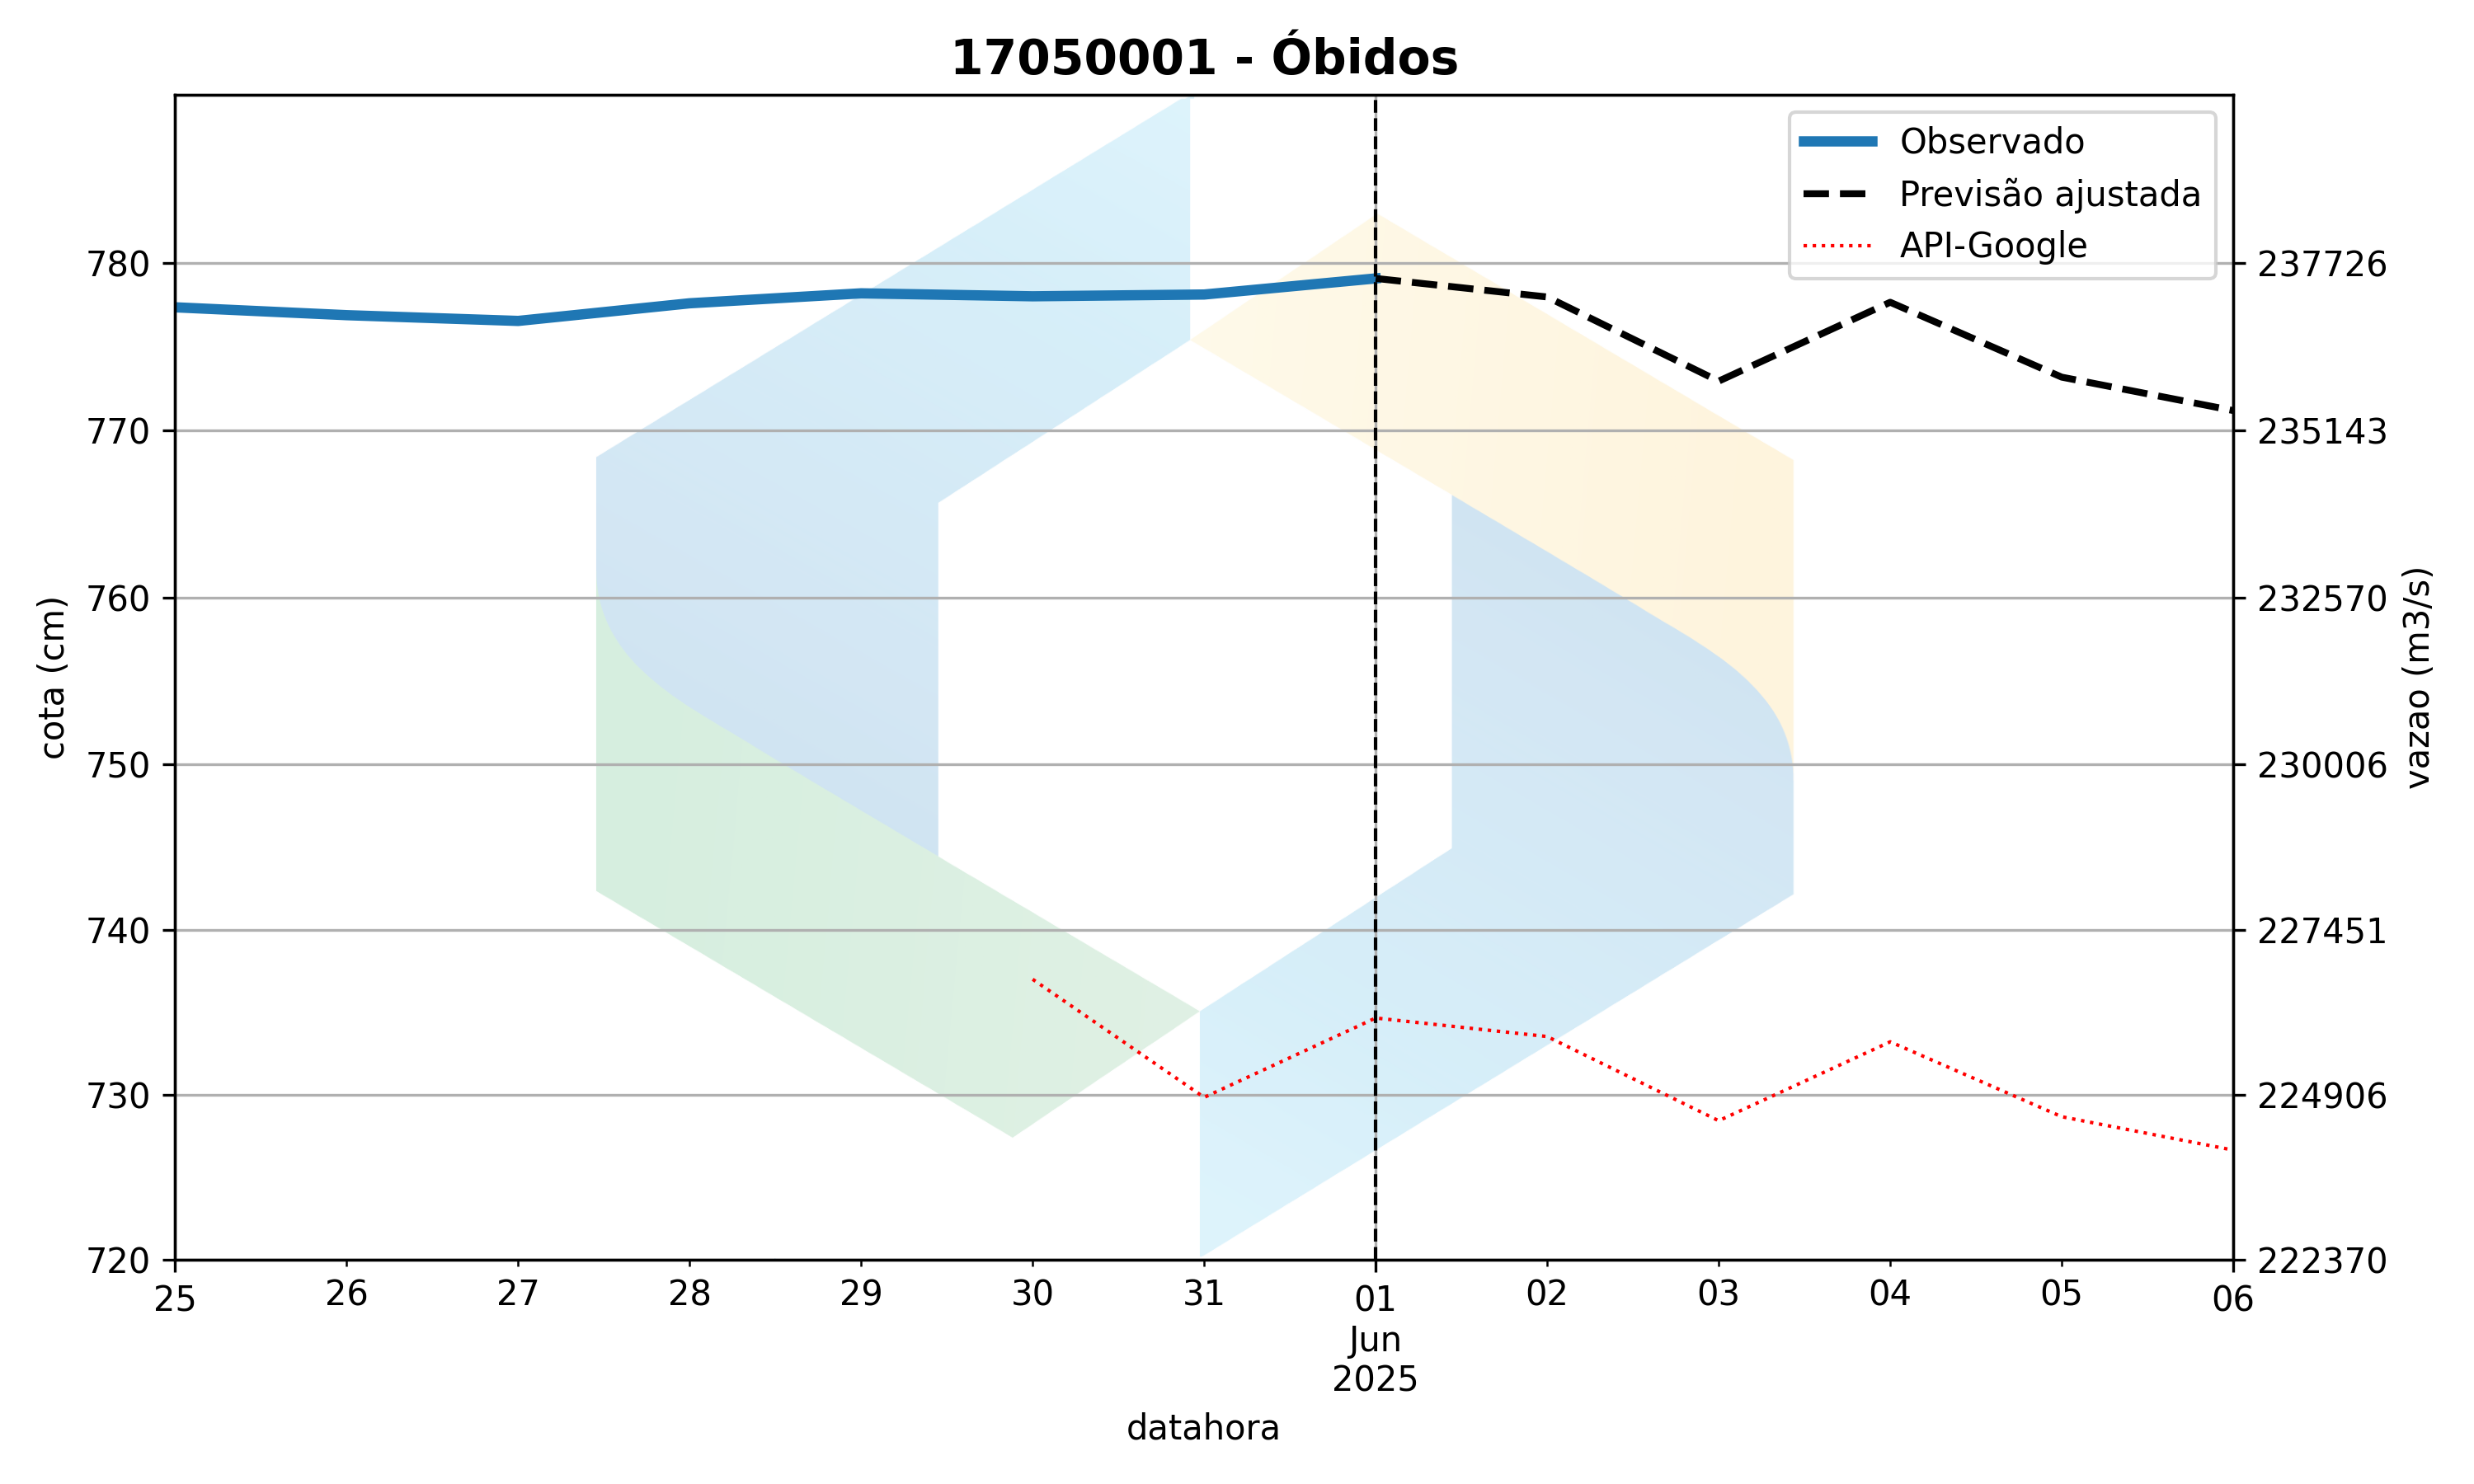 17050001 - Óbidos
Observado
Previsão ajustada
API-Google
780
770
760
750
740
730
720
cota (cm)
237726
235143
232570
230006
227451
224906
222370
vazao (m3/s)
25 26 27 28 29 30 31 01 02 03 04 05 06
Jun
2025
datahora